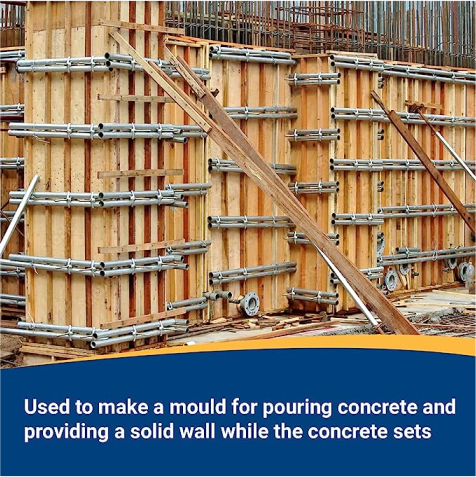 Used to make a mould for pouring concrete and
providing a solid wall while the concrete sets